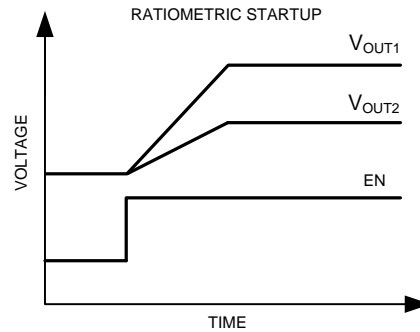 RATIOMETRIC STARTUP
VOUT1
VOUT2
EN
VOLTAGE
TIME